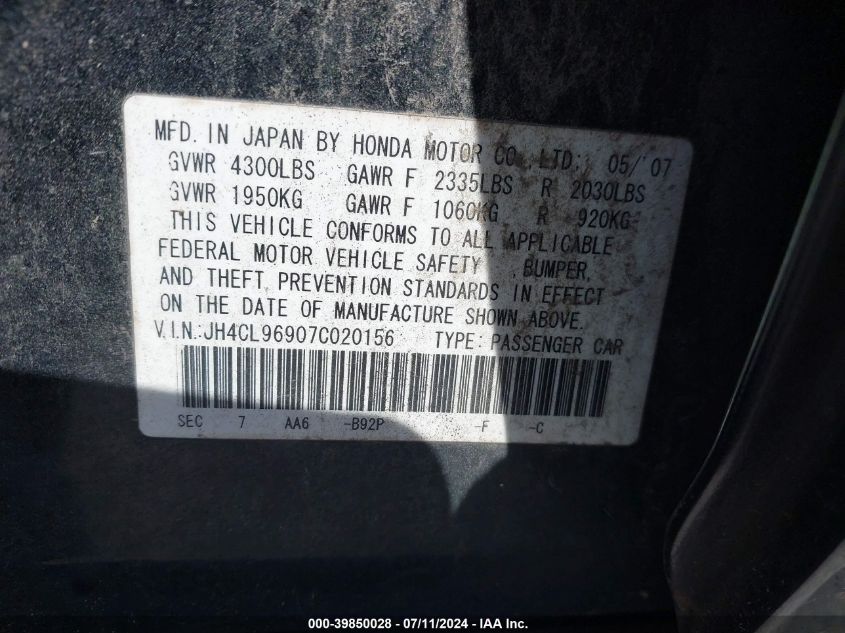 MFD. IN JAPAN BY HONDA MOTOR CO., LTD. 05/'07
GVWR 4300LBS GAWR F 2335LBS R 2030LBS
GVWR 1950KG GAWR F 1060KG R 920KG
THIS VEHICLE CONFORMS TO ALL APPLICABLE
FEDERAL MOTOR VEHICLE SAFETY, BUMPER,
AND THEFT PREVENTION STANDARDS IN EFFECT
ON THE DATE OF MANUFACTURE SHOWN ABOVE.
V.I.N.:JH4CL96907C020156 TYPE: PASSENGER CAR
SEC 7 AA6 -B92P -F -C
000-39850028 - 07/11/2024 - IAA Inc.